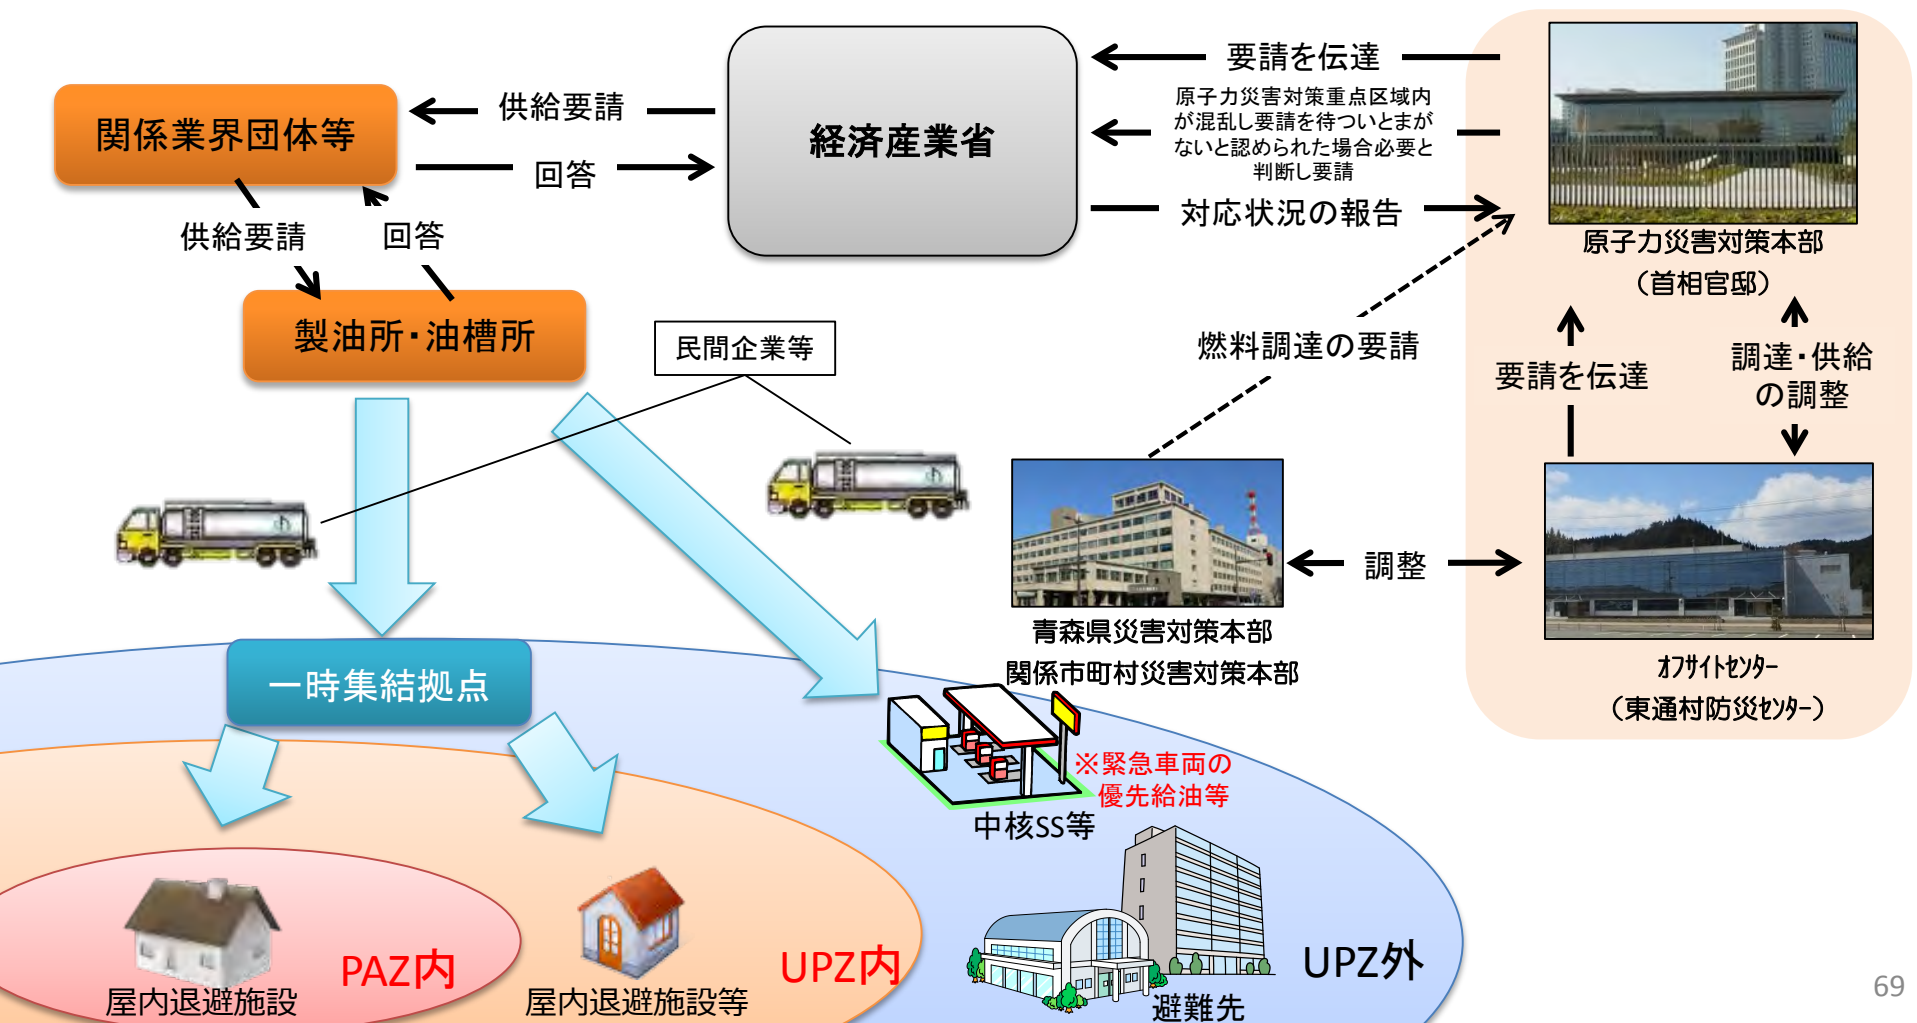 要請を伝達
原子力災害対策重点区域内
が混乱し要請を待ついとまが
ないと認められた場合必要と
判断し要請
対応状況の報告
経済産業省
供給要請
回答
関係業界団体等
供給要請
回答
製油所・油槽所
民間企業等
原子力災害対策本部
（首相官邸）
燃料調達の要請
要請を伝達
調達・供給
の調整
調整
青森県災害対策本部
関係市町村災害対策本部
ｵﾌｻｲﾄｾﾝﾀｰ
（東通村防災ｾﾝﾀｰ）
一時集結拠点
※緊急車両の
優先給油等
中核SS等
PAZ内
屋内退避施設
UPZ内
屋内退避施設等
UPZ外
避難先
69